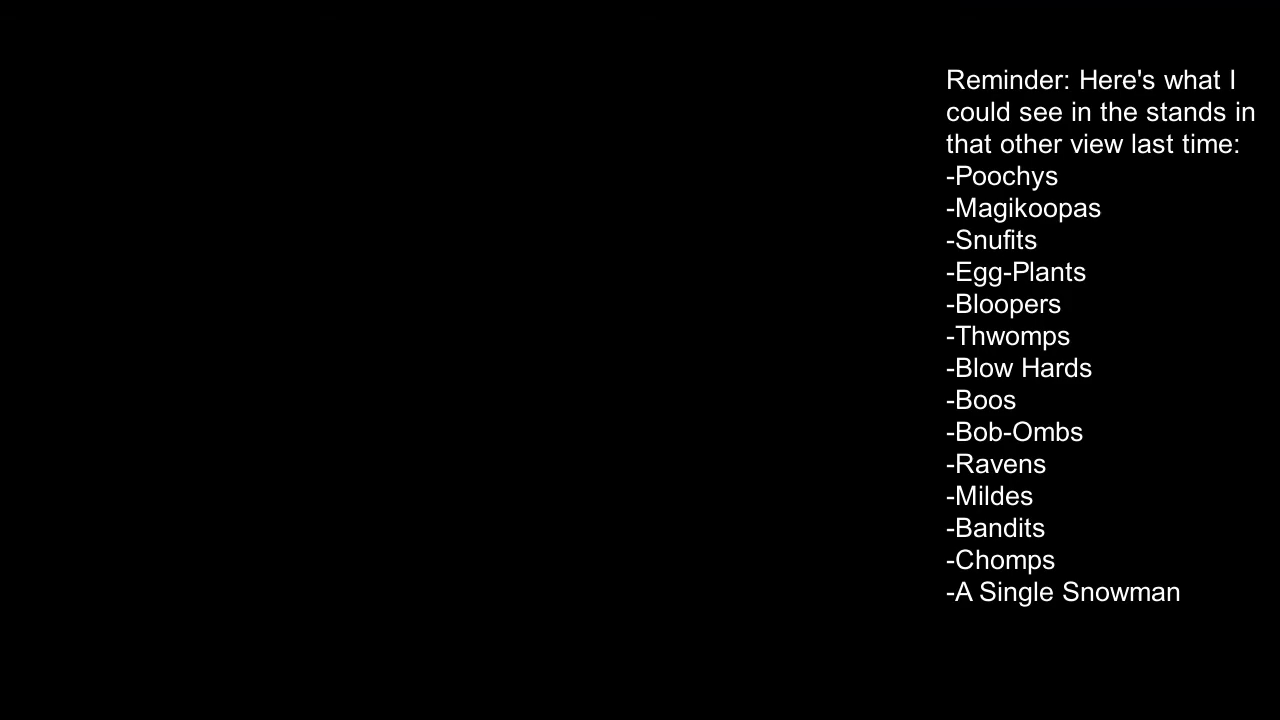 Reminder: Here's what I
could see in the stands in
that other view last time:
-Poochys
-Magikoopas
-Snufits
-Egg-Plants
-Bloopers
-Thwomps
-Blow Hards
-Boos
-Bob-Ombs
-Ravens
-Mildes
-Bandits
-Chomps
-A Single Snowman